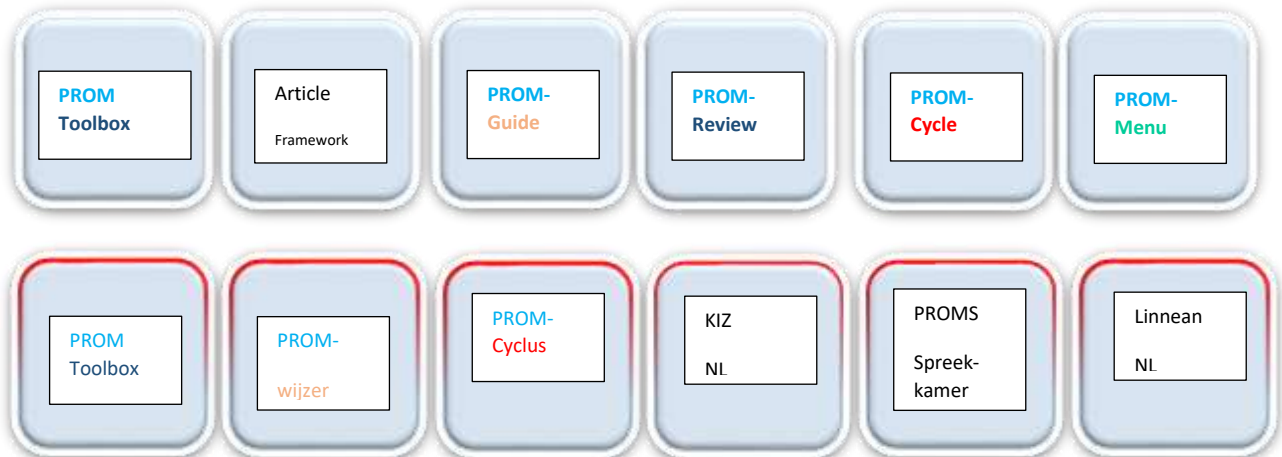 PROM
Toolbox
Article
Framework
PROM-
Guide
PROM-
Review
PROM-
Cycle
PROM-
Menu
PROM
Toolbox
PROM-
wijzer
PROM-
Cyclus
KIZ
NL
PROMS
Spreek-
kamer
Linnean
NL